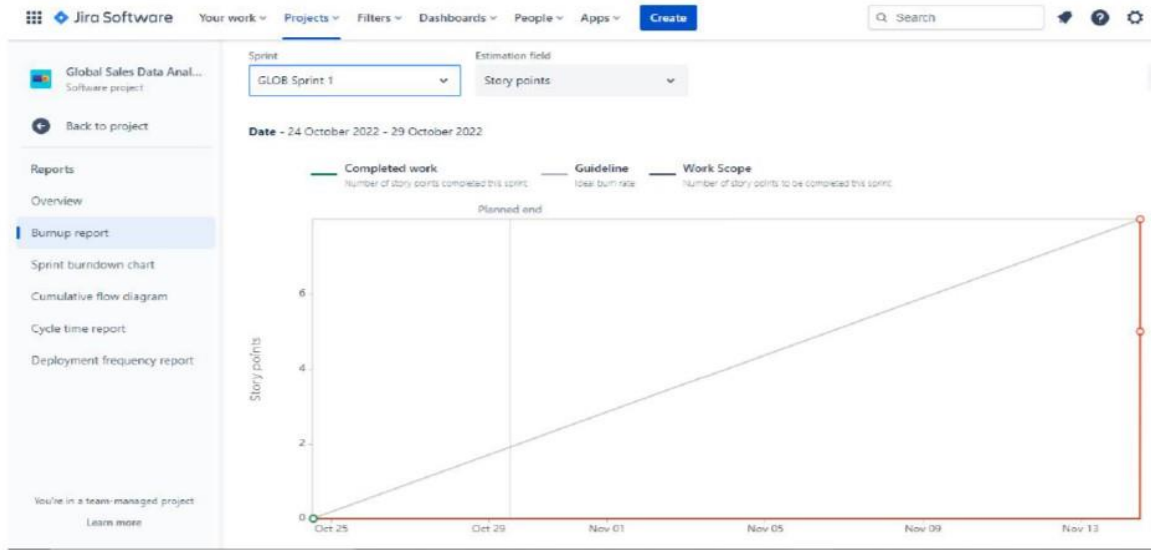 Jira Software Your work Projects Filters Dashboards People Apps Create Search
Global Sales Data Anal...
Software project
Back to project
Reports
Overview
Burnup report
Sprint burndown chart
Cumulative flow diagram
Cycle time report
Deployment frequency report
You're in a team-managed project
Learn more
Sprint Estimation field
GLOB Sprint 1 Story points
Date - 24 October 2022 - 29 October 2022
Completed work Guideline Work Scope
Number of story points completed this sprint Ideal burn rate Number of story points to be completed this sprint
Planned end
Story points
6
4
2
0
Oct 25 Oct 29 Nov 01 Nov 05 Nov 09 Nov 13